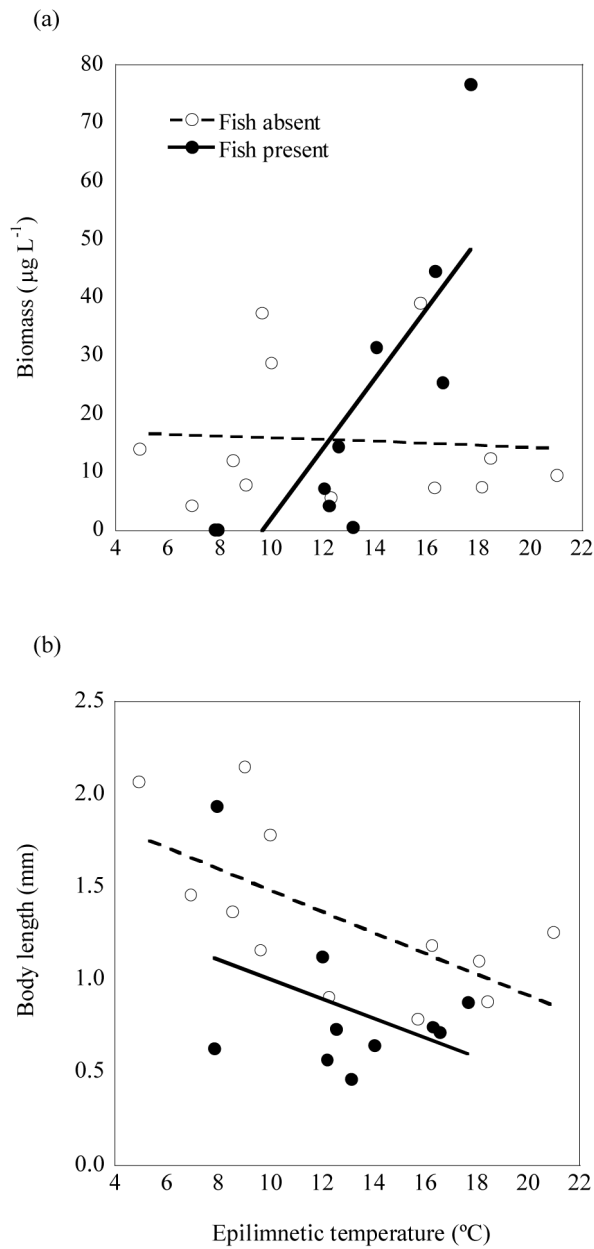 (a)
80
70
60
50
40
30
20
10
0
Biomass (µg L⁻¹)
Fish absent
Fish present
4 6 8 10 12 14 16 18 20 22
(b)
2.5
2.0
1.5
1.0
0.5
0.0
Body length (mm)
4 6 8 10 12 14 16 18 20 22
Epilimnetic temperature (ºC)